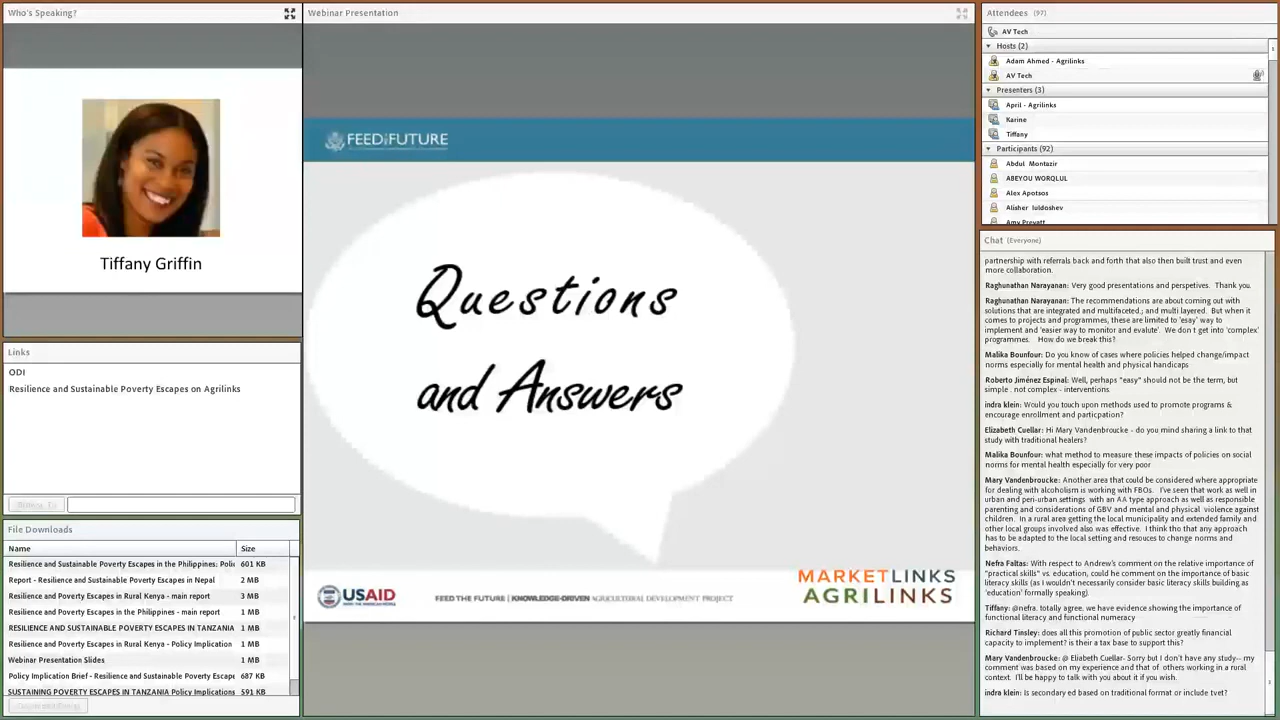 Who's Speaking?
Tiffany Griffin
Links
ODI
Resilience and Sustainable Poverty Escapes on Agrilinks
Browse To
File Downloads
Name Size
Resilience and Sustainable Poverty Escapes in the Philippines: Polic 601 KB
Report - Resilience and Sustainable Poverty Escapes in Nepal 2 MB
Resilience and Poverty Escapes in Rural Kenya - main report 3 MB
Resilience and Poverty Escapes in the Philippines - main report 1 MB
RESILIENCE AND SUSTAINABLE POVERTY ESCAPES IN TANZANIA 1 MB
Resilience and Poverty Escapes in Rural Kenya - Policy Implication 1 MB
Webinar Presentation Slides 1 MB
Policy Implication Brief - Resilience and Sustainable Poverty Escape 687 KB
SUSTAINING POVERTY ESCAPES IN TANZANIA Policy Implications 591 KB
Webinar Presentation
FEED THE FUTURE
Questions
and Answers
USAID
FROM THE AMERICAN PEOPLE
FEED THE FUTURE | KNOWLEDGE-DRIVEN AGRICULTURAL DEVELOPMENT PROJECT
MARKETLINKS
AGRILINKS
Attendees (97)
AV Tech
Hosts (2)
Adam Ahmed - Agrilinks
AV Tech
Presenters (3)
April - Agrilinks
Karine
Tiffany
Participants (92)
Abdul Montazir
ABEYOU WORQLUL
Alex Apotsos
Alisher Iuldoshev
Amy Prevatt
Chat (Everyone)
partnership with referrals back and forth that also then built trust and even
more collaboration.
Raghunathan Narayanan: Very good presentations and perspetives. Thank you.
Raghunathan Narayanan: The recommendations are about coming out with
solutions that are integrated and multifaceted.; and multi layered. But when it
comes to projects and programmes, these are limited to 'esay' way to
implement and 'easier way to monitor and evalute'. We don t get into 'complex'
programmes. How do we break this?
Malika Bounfour: Do you know of cases where policies helped change/impact
norms especially for mental health and physical handicaps
Roberto Jiménez Espinal: Well, perhaps "easy" should not be the term, but
simple . not complex - interventions
indra klein: Would you touch upon methods used to promote programs &
encourage enrollment and particpation?
Elizabeth Cuellar: Hi Mary Vandenbroucke - do you mind sharing a link to that
study with traditional healers?
Malika Bounfour: what method to measure these impacts of policies on social
norms for mental health especially for very poor
Mary Vandenbroucke: Another area that could be considered where appropriate
for dealing with alcoholism is working with FBOs. I've seen that work as well in
urban and peri-urban settings with an AA type approach as well as responsible
parenting and considerations of GBV and mental and physical violence against
children. In a rural area getting the local municipality and extended family and
other local groups involved also was effective. I think tho that any approach
has to be adapted to the local setting and resouces to change norms and
behaviors.
Nefra Faltas: With respect to Andrew's comment on the relative importance of
"practical skills" vs. education, could he comment on the importance of basic
literacy skills (as I wouldn't necessarily consider basic literacy skills building as
'education' formally speaking).
Tiffany: @nefra. totally agree. we have evidence showing the importance of
functional literacy and functional numeracy
Richard Tinsley: does all this promotion of public sector greatly financial
capacity to implement? is their a tax base to support this?
Mary Vandenbroucke: @ Eliabeth Cuellar- Sorry but I don't have any study-- my
comment was based on my experience and that of others working in a rural
context. I'll be happy to talk with you about it if you wish.
indra klein: Is secondary ed based on traditional format or include tvet?